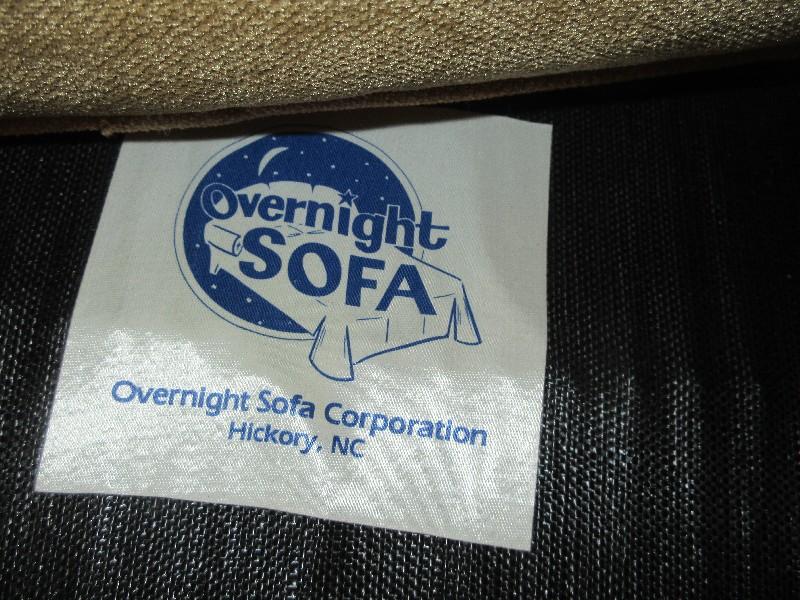 Overnight
SOFA
Overnight Sofa Corporation
Hickory, NC